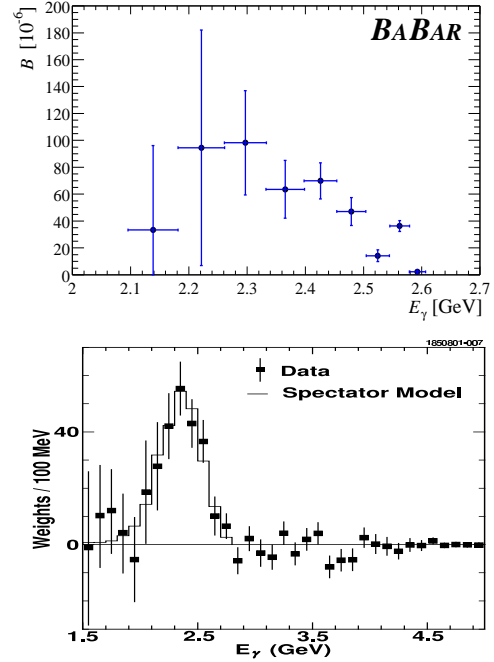 BABAR
B [10-6]
200
180
160
140
120
100
80
60
40
20
0
2 2.1 2.2 2.3 2.4 2.5 2.6 2.7
Eγ [GeV]
1850801-007
Data
Spectator Model
Weights / 100 MeV
40
0
1.5 2.5 3.5 4.5
Eγ (GeV)